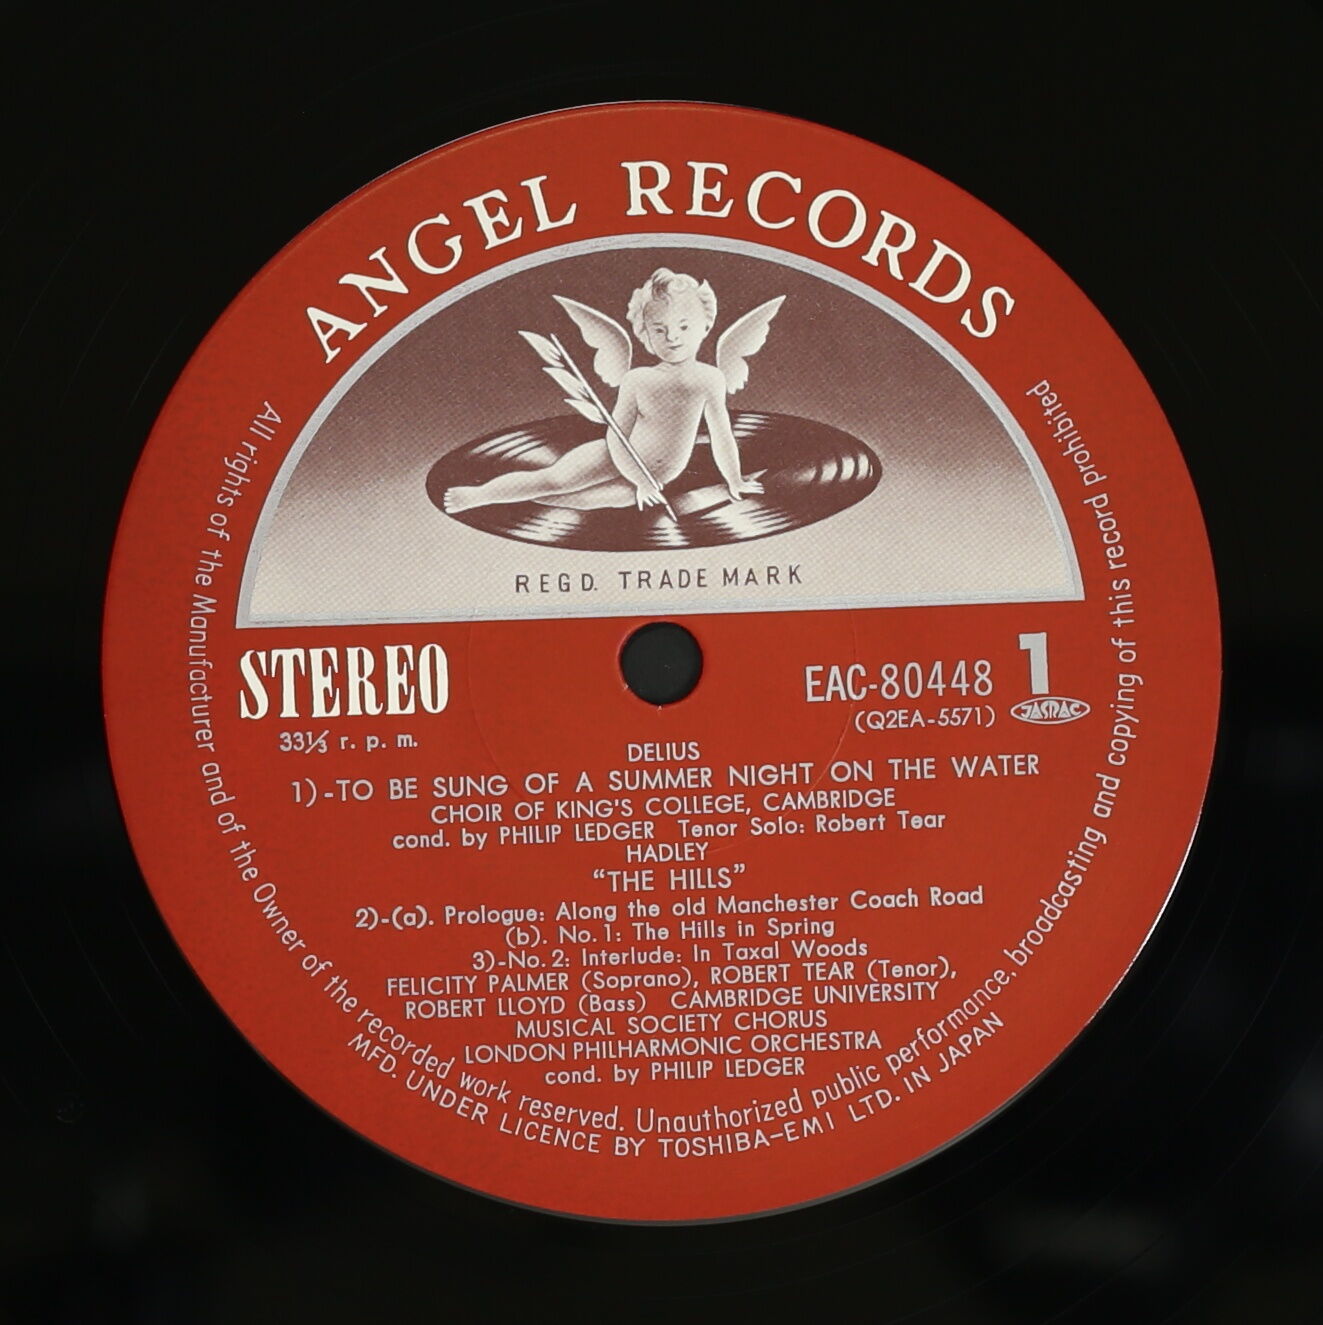 ANGEL RECORDS
REGD. TRADE MARK
STEREO
33⅓ r. p. m.
EAC-80448 1
(Q2EA-5571) JASRAC
DELIUS
1)-TO BE SUNG OF A SUMMER NIGHT ON THE WATER
CHOIR OF KING'S COLLEGE, CAMBRIDGE
cond. by PHILIP LEDGER Tenor Solo: Robert Tear
HADLEY
“THE HILLS”
2)-(a). Prologue: Along the old Manchester Coach Road
(b). No. 1: The Hills in Spring
3)-No. 2: Interlude: In Taxal Woods
FELICITY PALMER (Soprano), ROBERT TEAR (Tenor),
ROBERT LLOYD (Bass) CAMBRIDGE UNIVERSITY
MUSICAL SOCIETY CHORUS
LONDON PHILHARMONIC ORCHESTRA
cond. by PHILIP LEDGER
All rights of the Manufacturer and of the Owner of the recorded work reserved. Unauthorized public performance, broadcasting and copying of this record prohibited
MFD. UNDER LICENCE BY TOSHIBA-EMI LTD. IN JAPAN